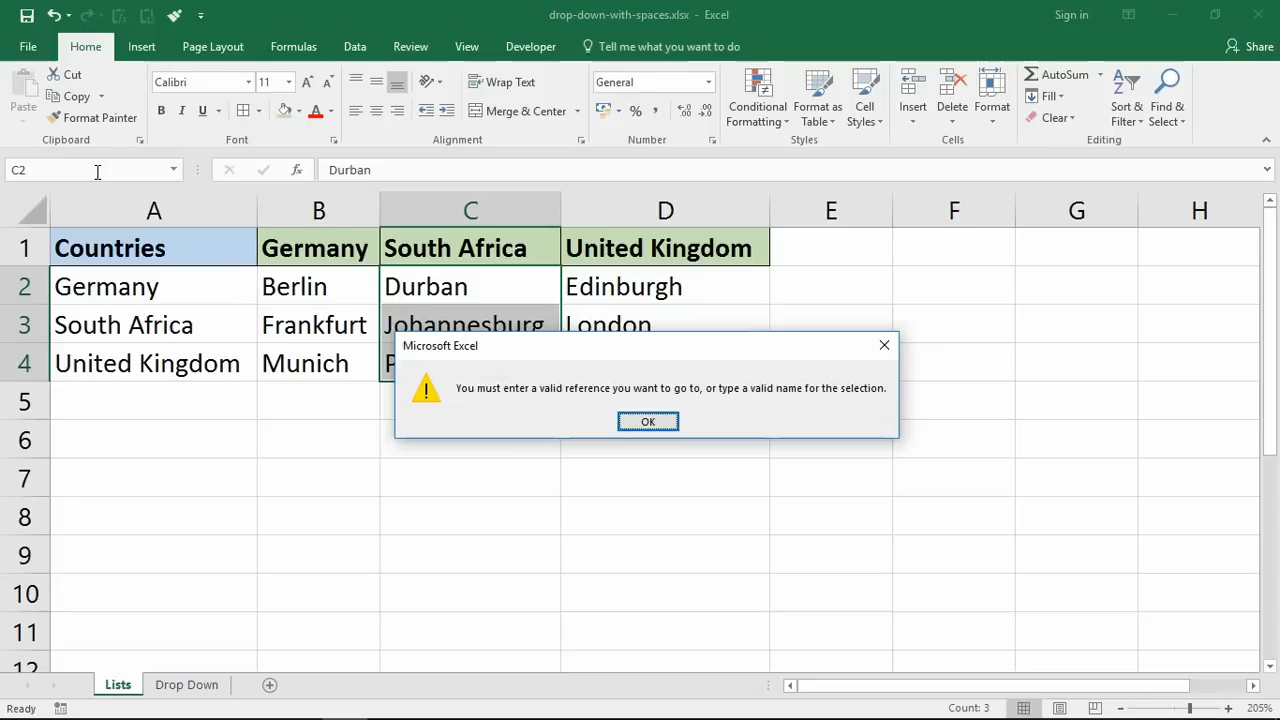 drop-down-with-spaces.xlsx - Excel
Sign in
File Home Insert Page Layout Formulas Data Review View Developer Tell me what you want to do Share
Paste
Cut
Copy
Format Painter
Clipboard
Calibri 11
B I U
Font
Wrap Text
Merge & Center
Alignment
General
%
Number
Conditional Formatting
Format as Table
Cell Styles
Styles
Insert
Delete
Format
Cells
AutoSum
Fill
Clear
Sort & Filter
Find & Select
Editing
C2 fx Durban
A B C D E F G H
1 Countries Germany South Africa United Kingdom
2 Germany Berlin Durban Edinburgh
3 South Africa Frankfurt Johannesburg London
4 United Kingdom Munich
Microsoft Excel
You must enter a valid reference you want to go to, or type a valid name for the selection.
OK
5
6
7
8
9
10
11
12
Lists Drop Down
Ready Count: 3 205%